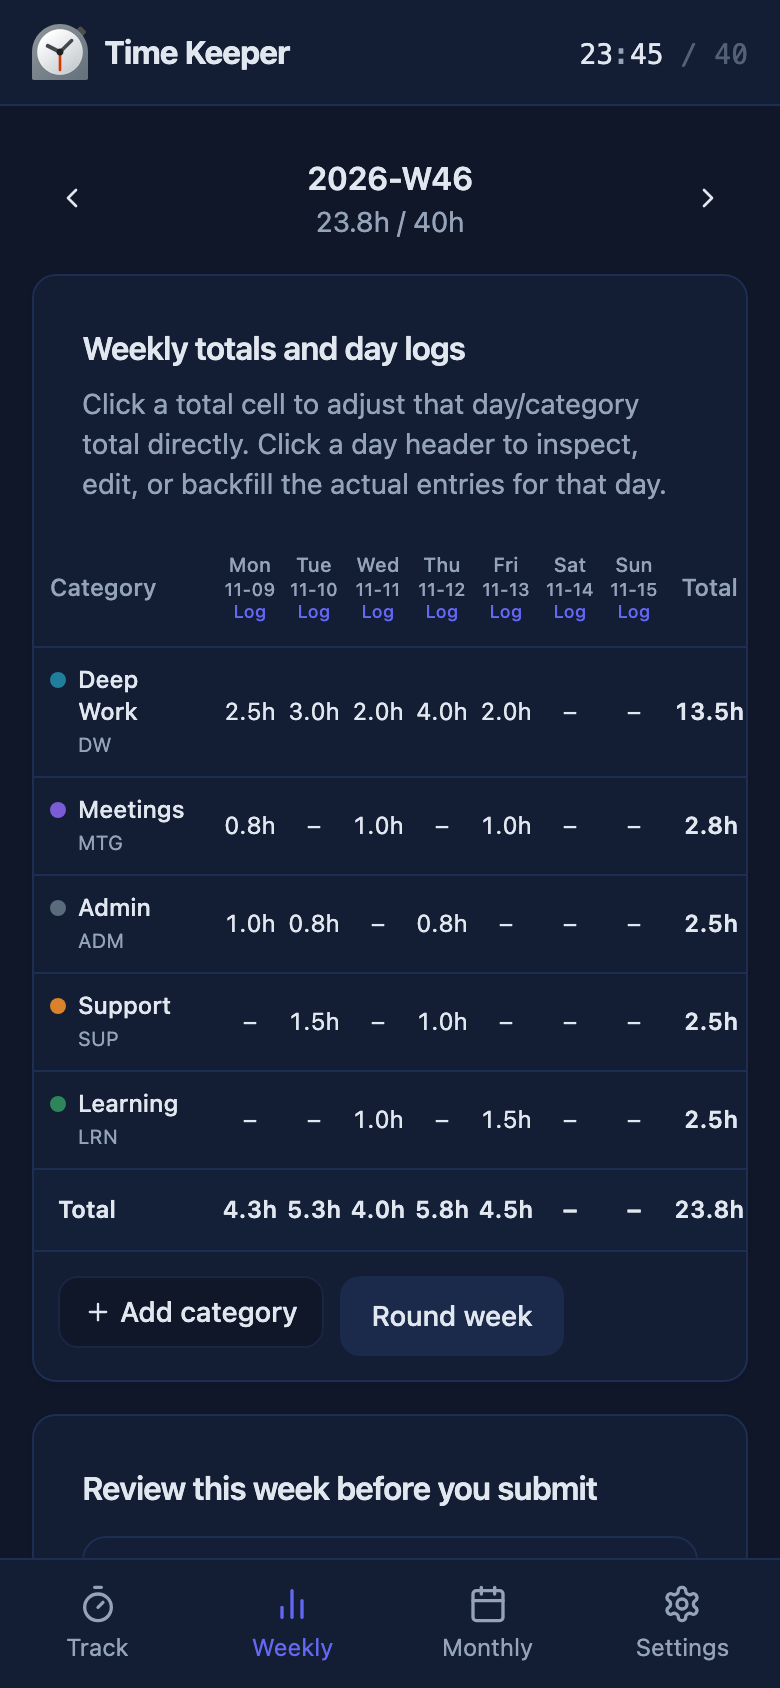 Time Keeper
23:45 / 40
2026-W46
23.8h / 40h
Weekly totals and day logs
Click a total cell to adjust that day/category
total directly. Click a day header to inspect,
edit, or backfill the actual entries for that day.
Category Mon 11-09 Log Tue 11-10 Log Wed 11-11 Log Thu 11-12 Log Fri 11-13 Log Sat 11-14 Log Sun 11-15 Log Total
Deep Work DW 2.5h 3.0h 2.0h 4.0h 2.0h – – 13.5h
Meetings MTG 0.8h – 1.0h – 1.0h – – 2.8h
Admin ADM 1.0h 0.8h – 0.8h – – – 2.5h
Support SUP – 1.5h – 1.0h – – – 2.5h
Learning LRN – – 1.0h – 1.5h – – 2.5h
Total 4.3h 5.3h 4.0h 5.8h 4.5h – – 23.8h
+ Add category
Round week
Review this week before you submit
Track
Weekly
Monthly
Settings